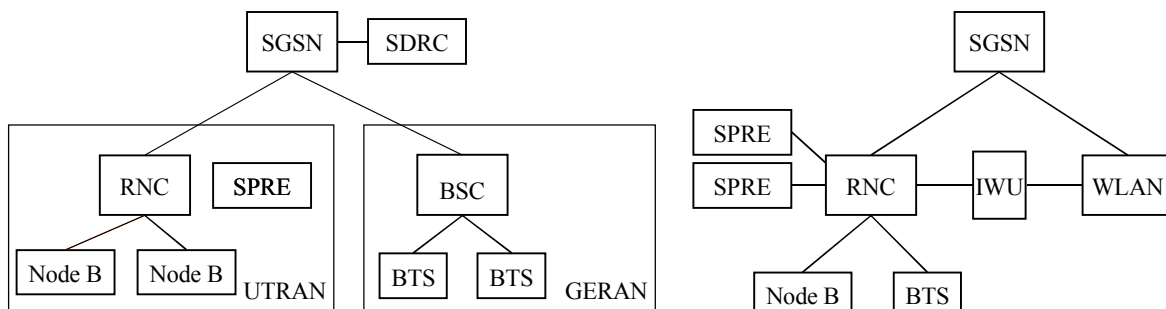 SGSN
SDRC
RNC
SPRE
BSC
Node B
Node B
UTRAN
BTS
BTS
GERAN
SGSN
SPRE
SPRE
RNC
IWU
WLAN
Node B
BTS